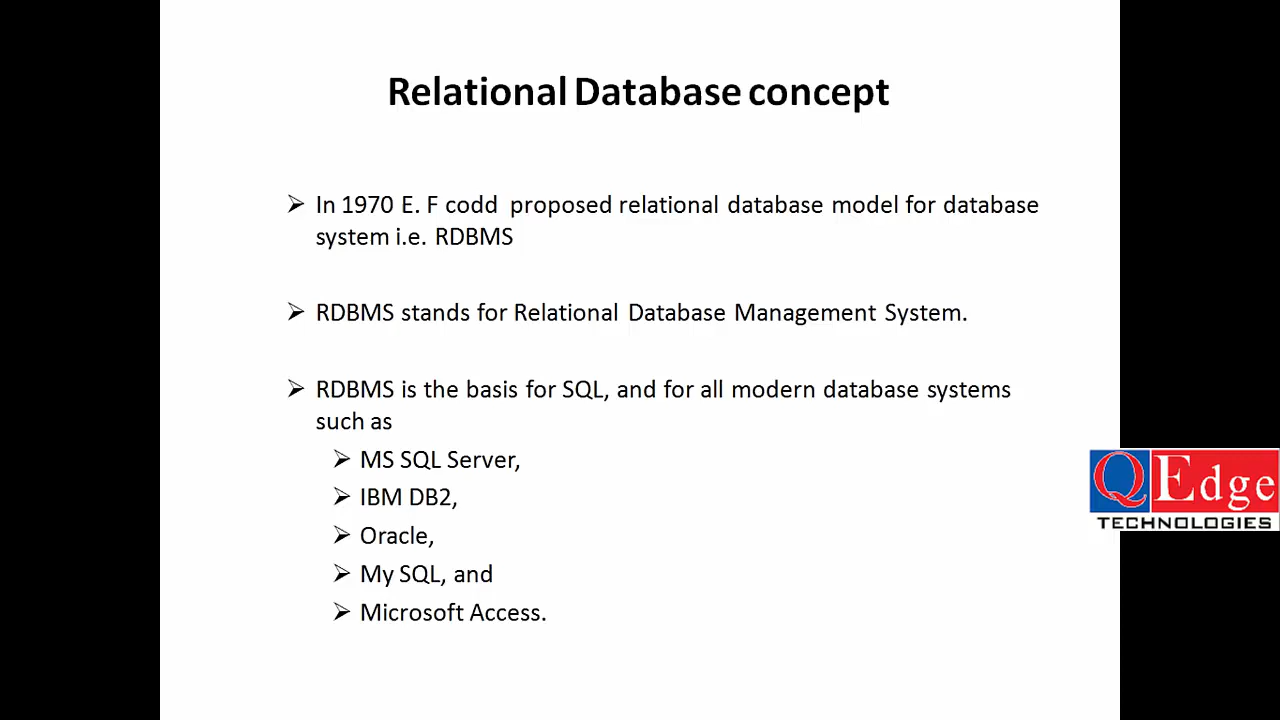 Relational Database concept
In 1970 E. F codd proposed relational database model for database
system i.e. RDBMS
RDBMS stands for Relational Database Management System.
RDBMS is the basis for SQL, and for all modern database systems
such as
MS SQL Server,
IBM DB2,
Oracle,
My SQL, and
Microsoft Access.
QEdge
TECHNOLOGIES